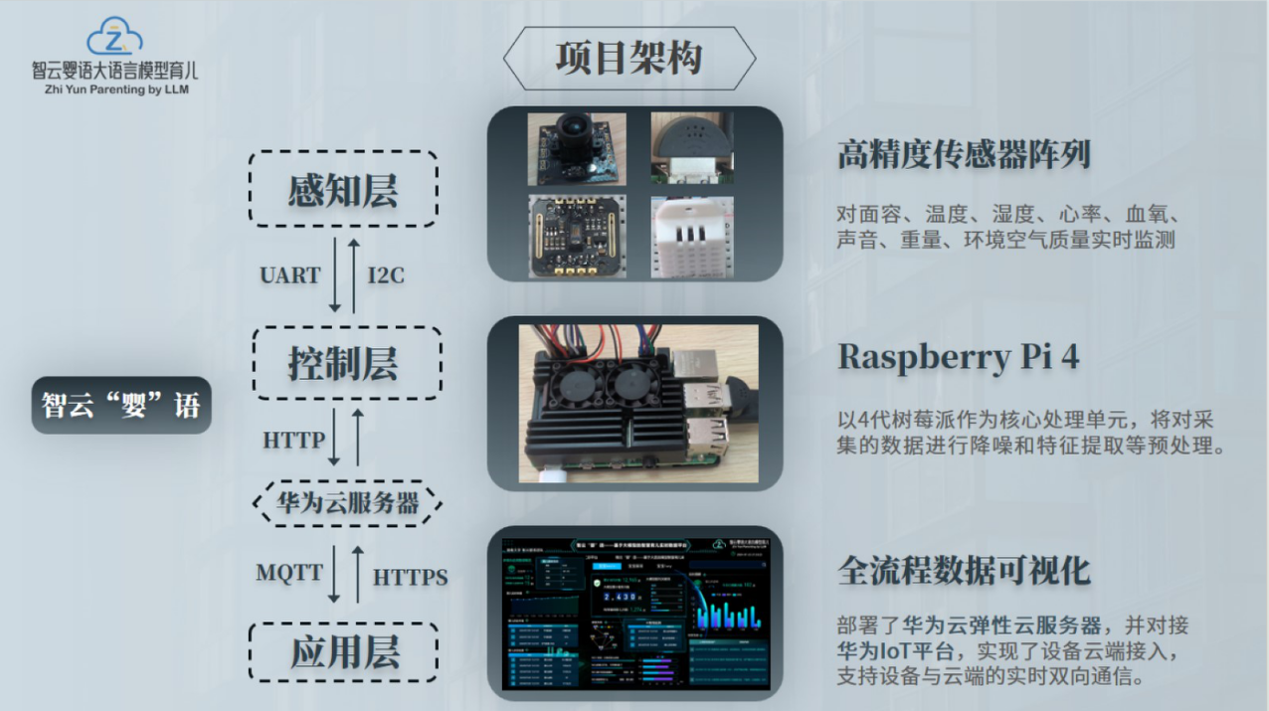 智云婴语大语言模型育儿
Zhi Yun Parenting by LLM
项目架构
感知层
UART
I2C
高精度传感器阵列
对面容、温度、湿度、心率、血氧、
声音、重量、环境空气质量实时监测
智云“婴”语
控制层
HTTP
Raspberry Pi 4
以4代树莓派作为核心处理单元，将对采
集的数据进行降噪和特征提取等预处理。
华为云服务器
MQTT
HTTPS
应用层
2,430
全流程数据可视化
部署了华为云弹性云服务器，并对接
华为IoT平台，实现了设备云端接入，
支持设备与云端的实时双向通信。